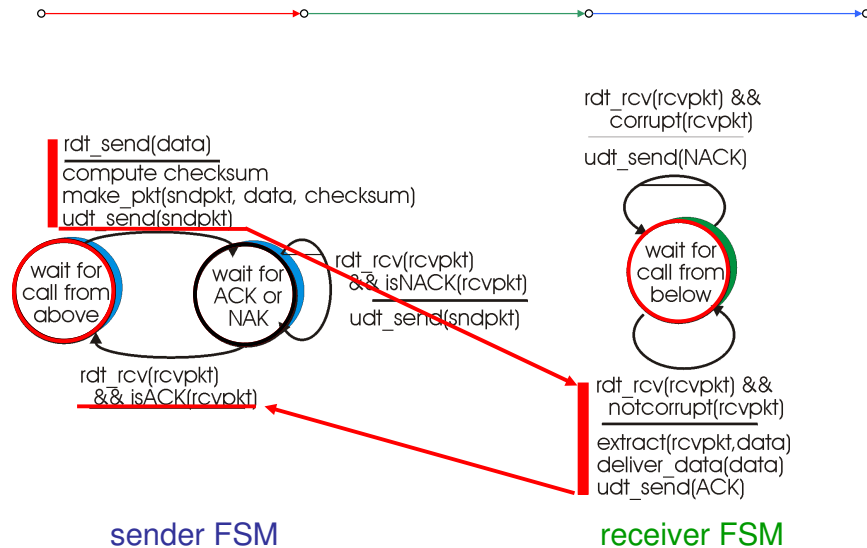 rdt_send(data)
compute checksum
make_pkt(sndpkt, data, checksum)
udt_send(sndpkt)
wait for
call from
above
wait for
ACK or
NAK
rdt_rcv(rcvpkt)
&& isNACK(rcvpkt)
udt_send(sndpkt)
rdt_rcv(rcvpkt)
&& isACK(rcvpkt)
sender FSM
rdt_rcv(rcvpkt) &&
corrupt(rcvpkt)
udt_send(NACK)
wait for
call from
below
rdt_rcv(rcvpkt) &&
notcorrupt(rcvpkt)
extract(rcvpkt,data)
deliver_data(data)
udt_send(ACK)
receiver FSM